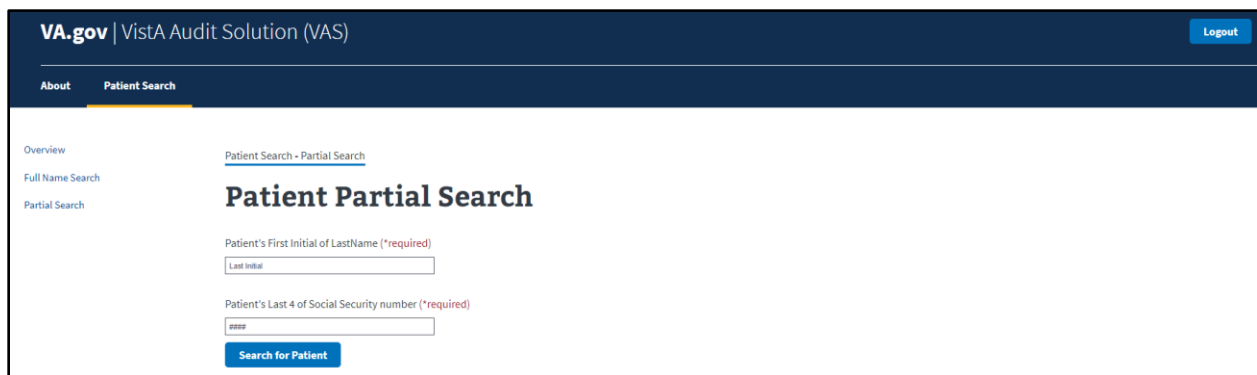 VA.gov | VistA Audit Solution (VAS)
Logout
About Patient Search
Overview
Full Name Search
Partial Search
Patient Search - Partial Search
Patient Partial Search
Patient's First Initial of LastName (*required)
Last Initial
Patient's Last 4 of Social Security number (*required)
####
Search for Patient